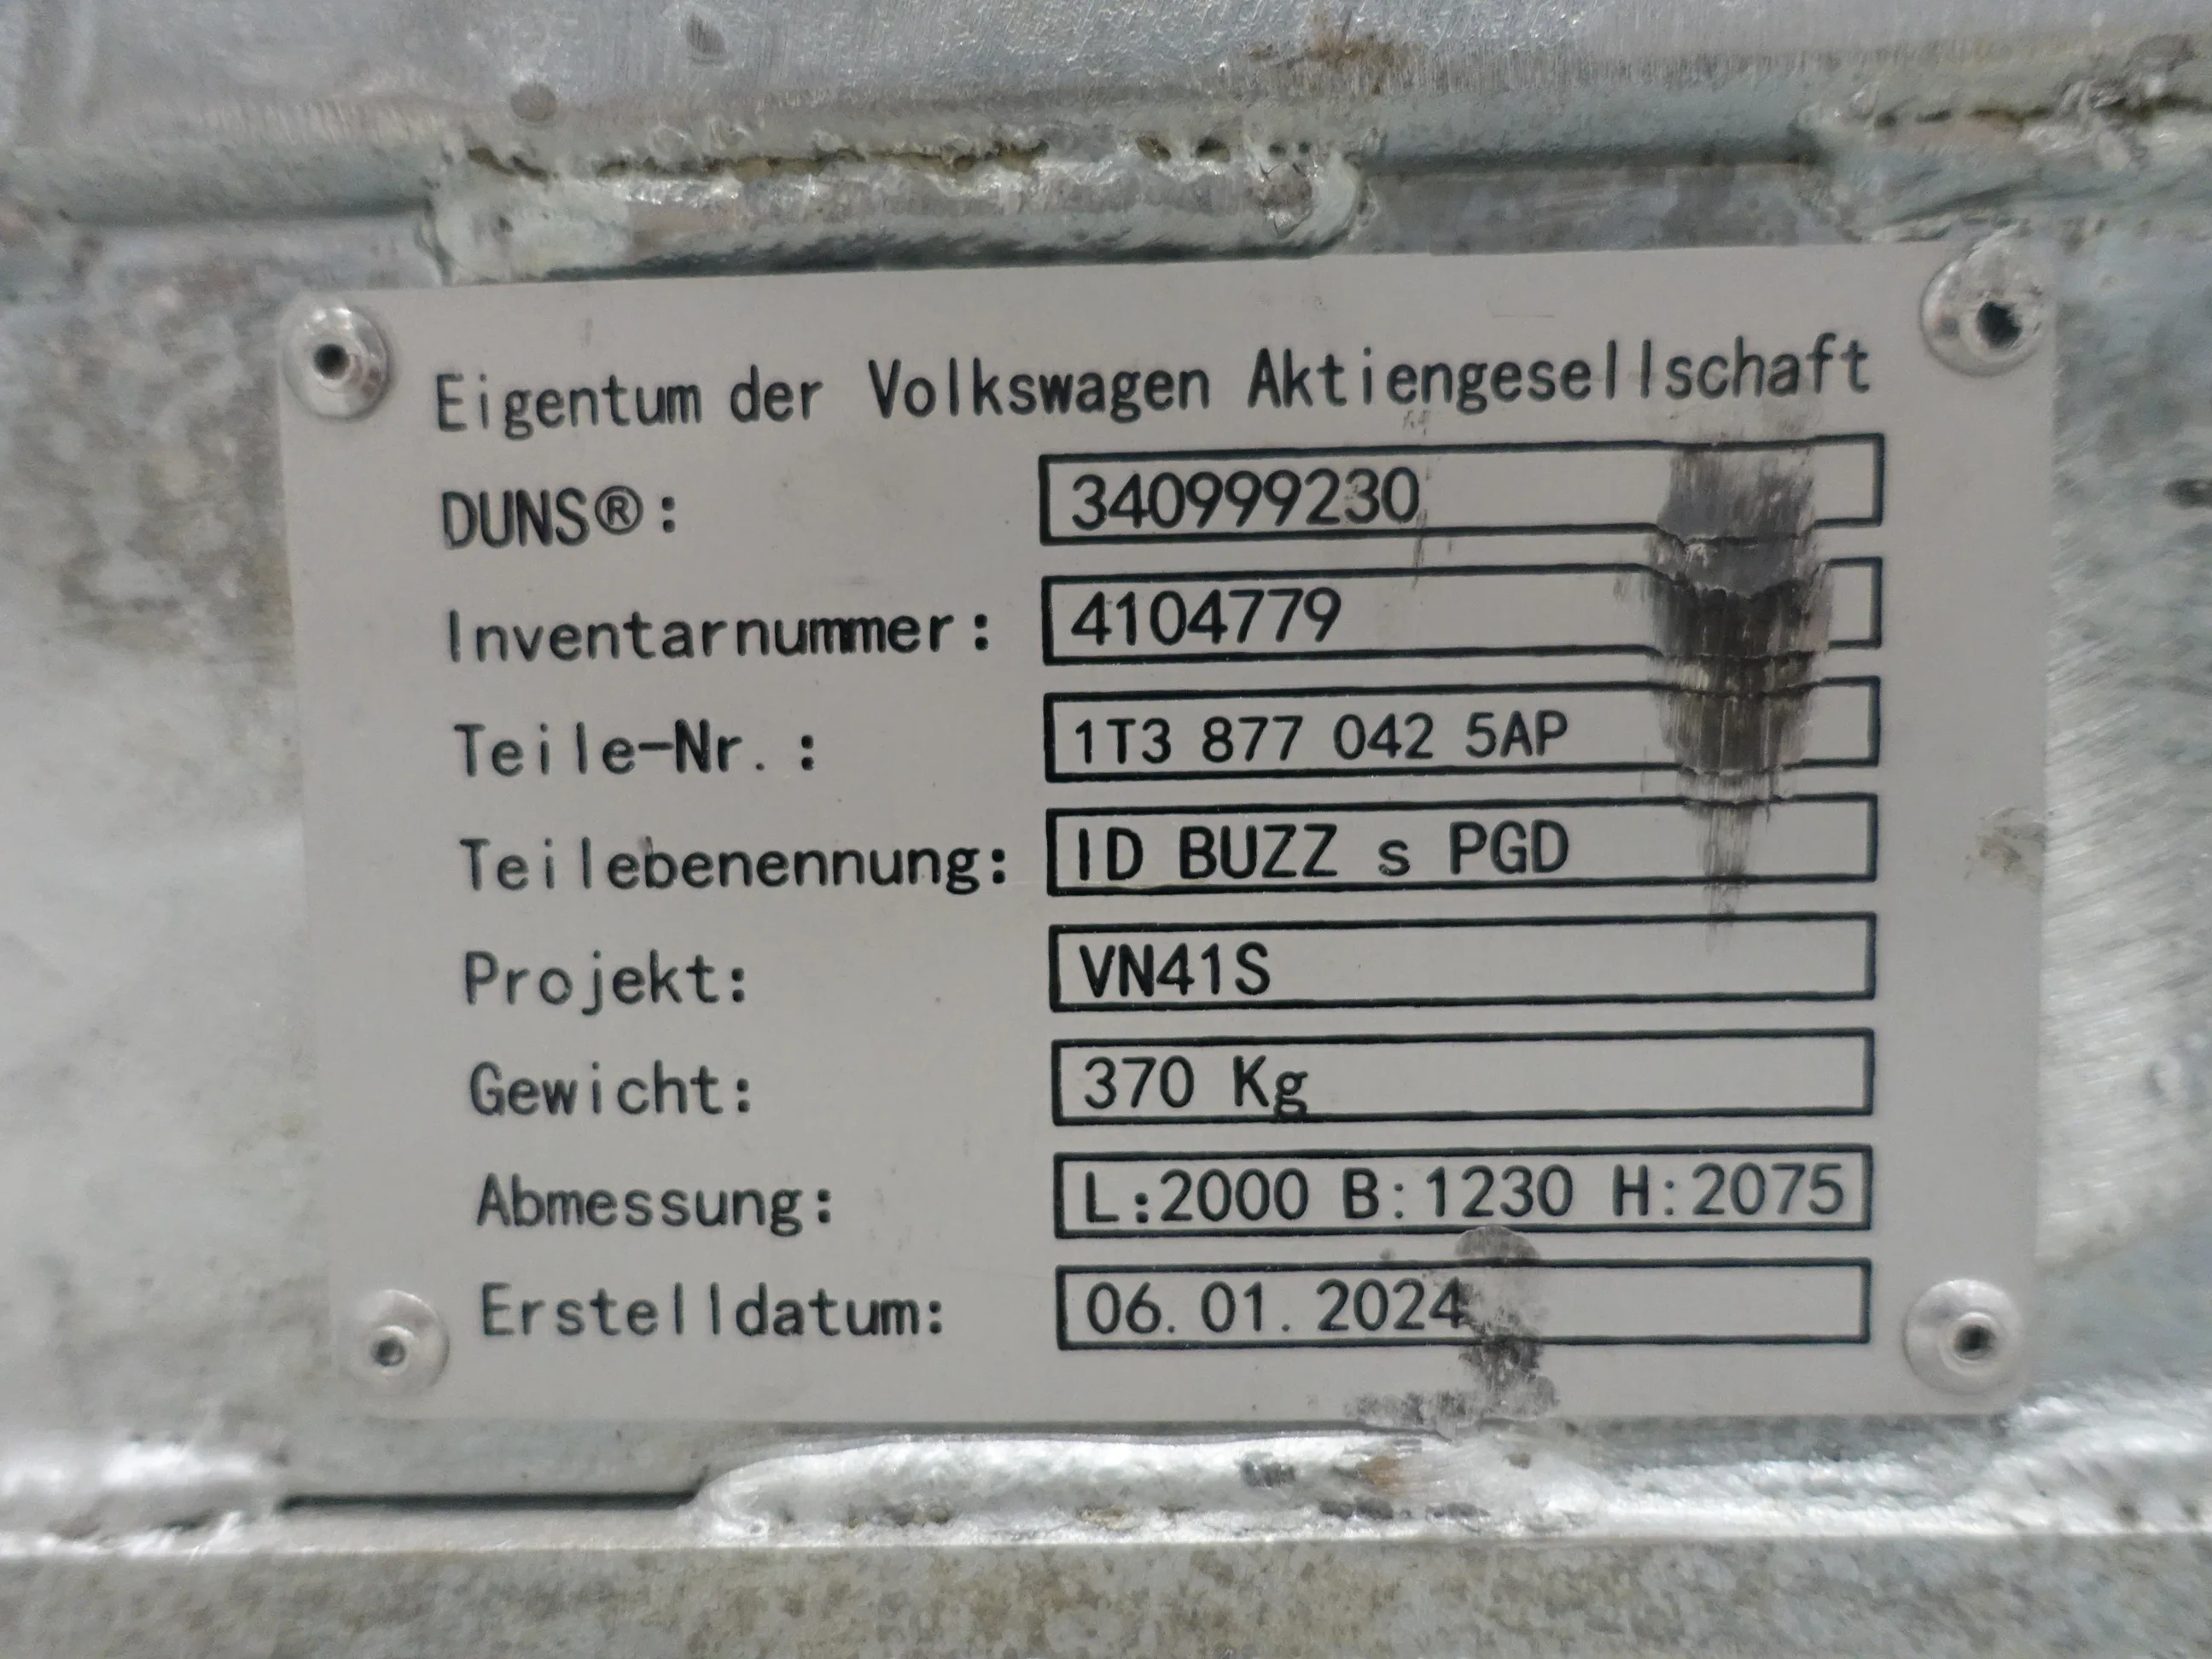 Eigentum der Volkswagen Aktiengesellschaft
DUNS®: 340999230
Inventarnummer: 4104779
Teile-Nr.: 1T3 877 042 5AP
Teilebenennung: ID BUZZ s PGD
Projekt: VN41S
Gewicht: 370 Kg
Abmessung: L:2000 B:1230 H:2075
Erstelldatum: 06.01.2024